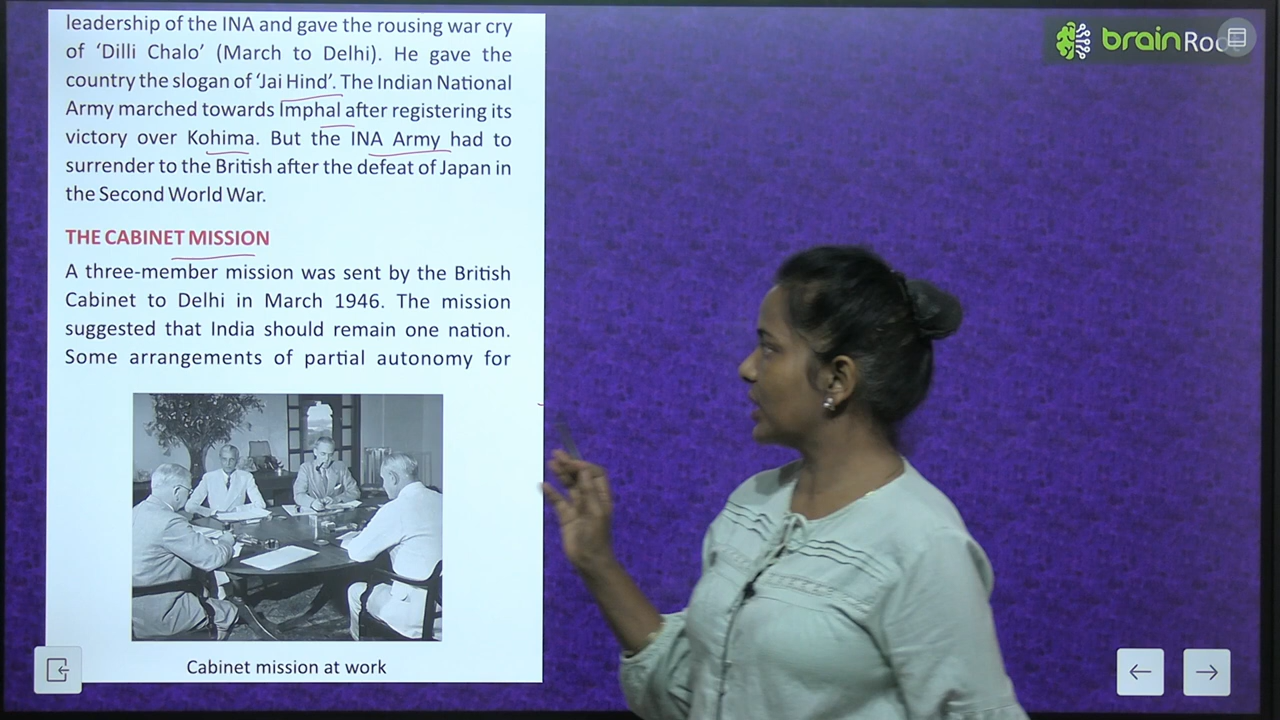 leadership of the INA and gave the rousing war cry
of ‘Dilli Chalo’ (March to Delhi). He gave the
country the slogan of ‘Jai Hind’. The Indian National
Army marched towards Imphal after registering its
victory over Kohima. But the INA Army had to
surrender to the British after the defeat of Japan in
the Second World War.
THE CABINET MISSION
A three-member mission was sent by the British
Cabinet to Delhi in March 1946. The mission
suggested that India should remain one nation.
Some arrangements of partial autonomy for
Cabinet mission at work
brain